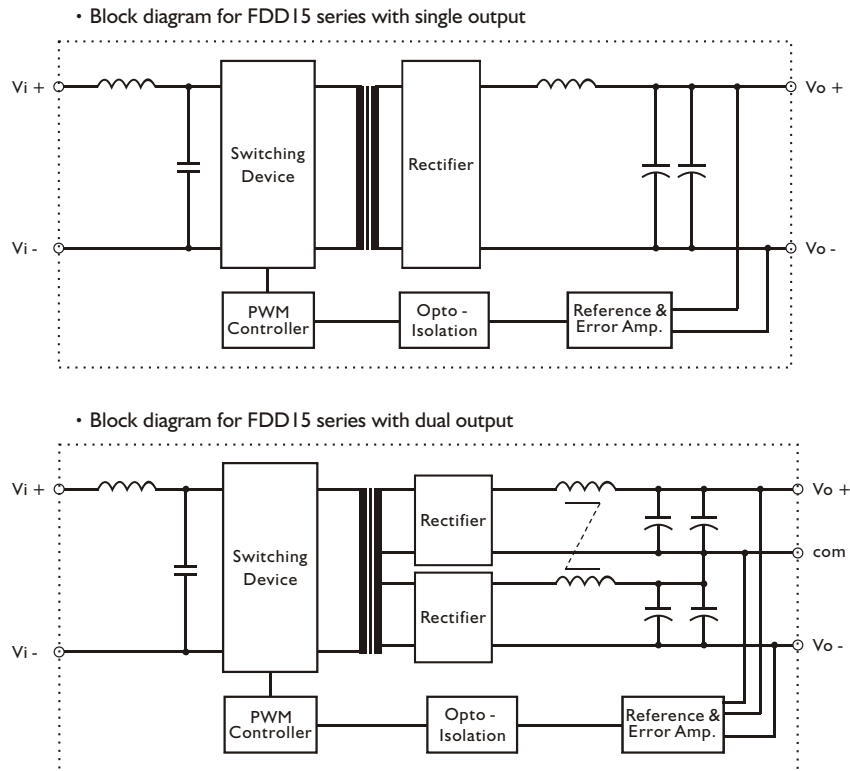 • Block diagram for FDD15 series with single output
Vi +
Vo +
Switching
Device
Rectifier
Vi -
Vo -
PWM
Controller
Opto -
Isolation
Reference &
Error Amp.
• Block diagram for FDD15 series with dual output
Vi +
Vo +
Rectifier
com
Switching
Device
Rectifier
Vi -
Vo -
PWM
Controller
Opto -
Isolation
Reference &
Error Amp.